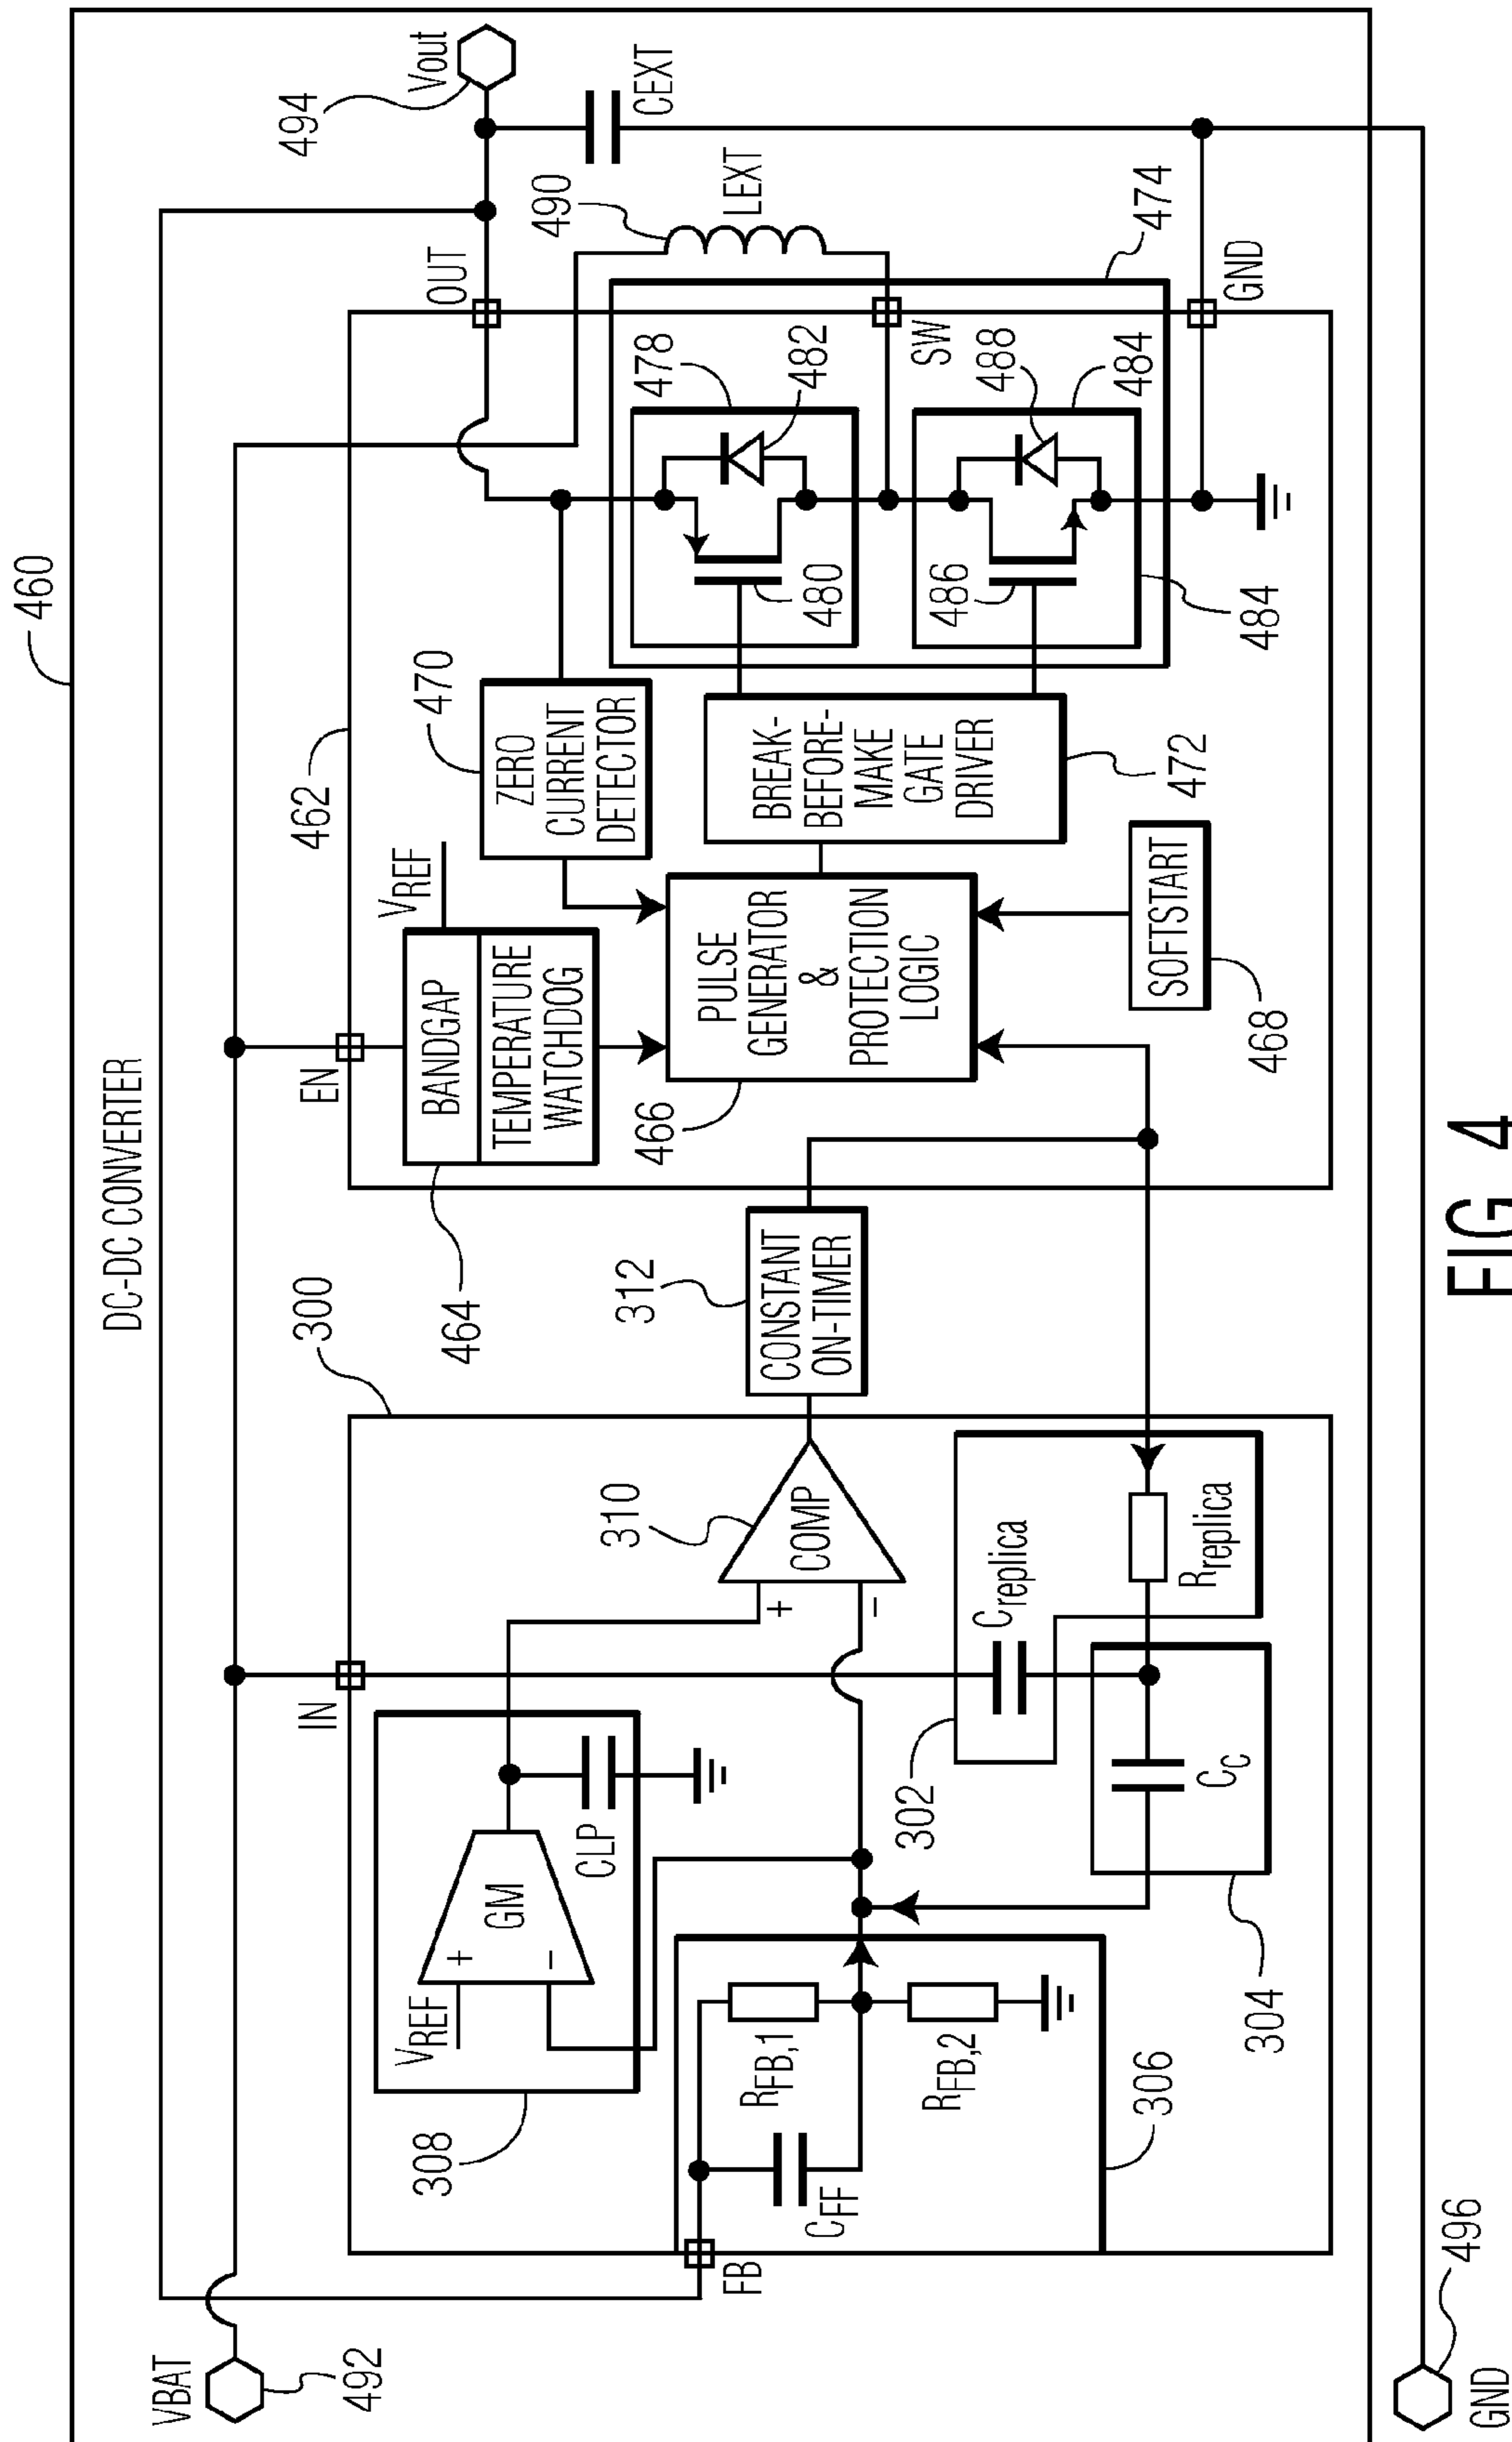 460
DC-DC CONVERTER
VBAT
492
494
Vout
CEXT
300
462
IN
EN
OUT
490
LEXT
308
VREF
+
−
GM
CLP
464
BANDGAP
TEMPERATURE
WATCHDOG
VREF
470
ZERO
CURRENT
DETECTOR
310
COMP
+
−
312
CONSTANT
ON-TIMER
466
PULSE
GENERATOR
&
PROTECTION
LOGIC
BREAK-
BEFORE-
MAKE
GATE
DRIVER
472
478
480
482
SW
486
488
484
484
474
GND
FB
CFF
RFB,1
RFB,2
306
302
Creplica
Rreplica
CC
304
SOFTSTART
468
GND
496
FIG. 4